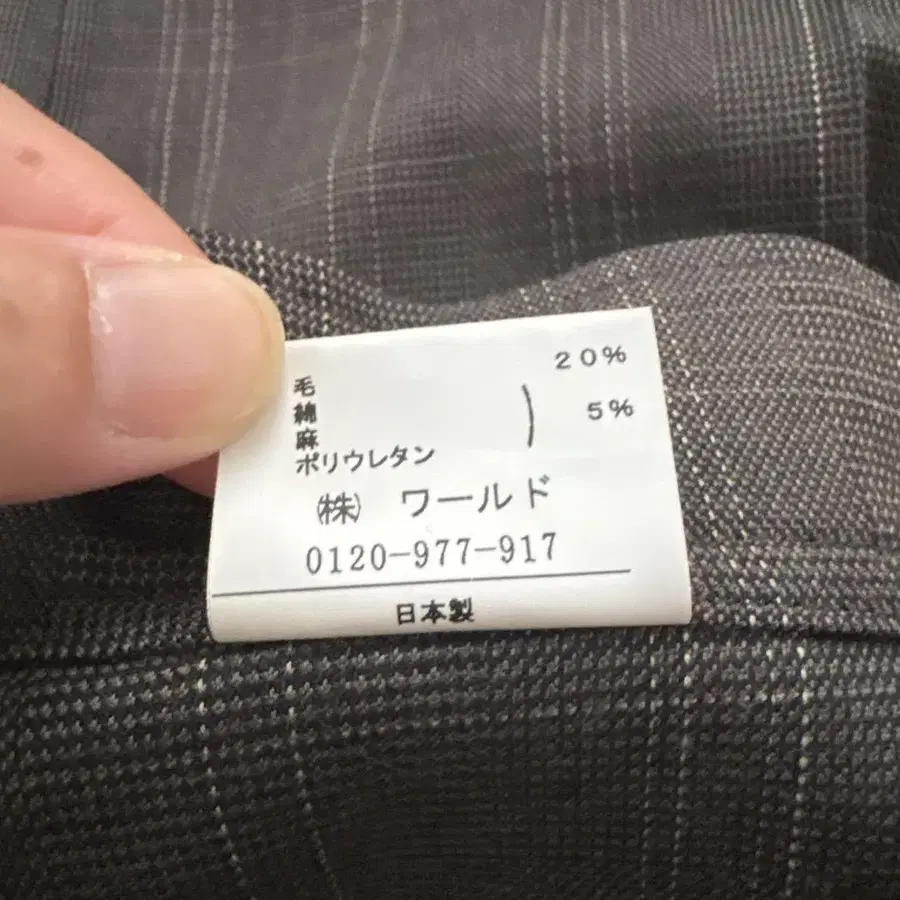 毛 20%
綿
麻 ) 5%
ポリウレタン
㈱ ワールド
0120-977-917
日本製